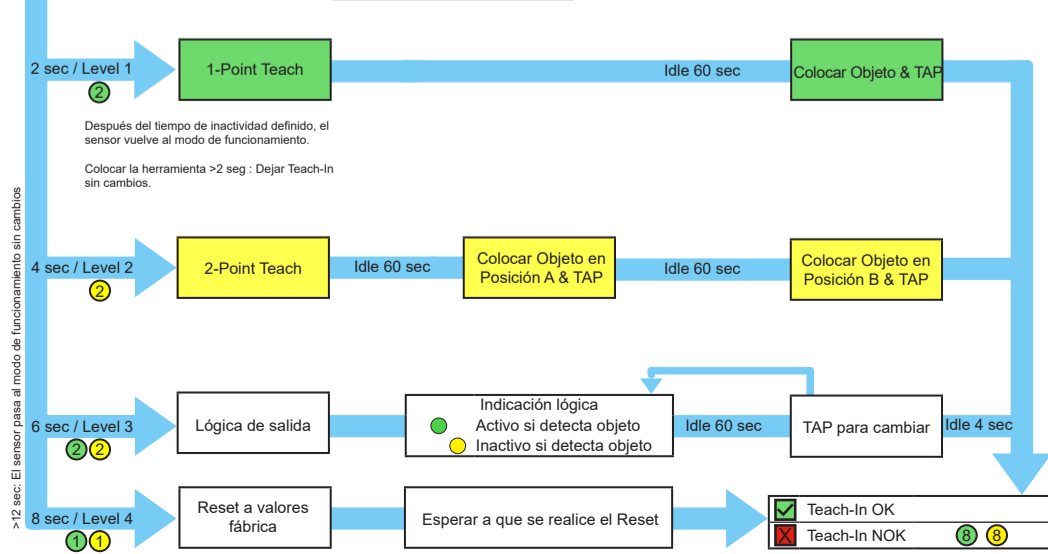 2 sec / Level 1
2
1-Point Teach
Idle 60 sec
Colocar Objeto & TAP
Después del tiempo de inactividad definido, el
sensor vuelve al modo de funcionamiento.
Colocar la herramienta >2 seg : Dejar Teach-In
sin cambios.
>12 sec: El sensor pasa al modo de funcionamiento sin cambios
4 sec / Level 2
2
2-Point Teach
Idle 60 sec
Colocar Objeto en
Posición A & TAP
Idle 60 sec
Colocar Objeto en
Posición B & TAP
6 sec / Level 3
2 2
Lógica de salida
Indicación lógica
Activo si detecta objeto
Inactivo si detecta objeto
Idle 60 sec
TAP para cambiar
Idle 4 sec
8 sec / Level 4
1 1
Reset a valores
fábrica
Esperar a que se realice el Reset
Teach-In OK
X Teach-In NOK 8 8